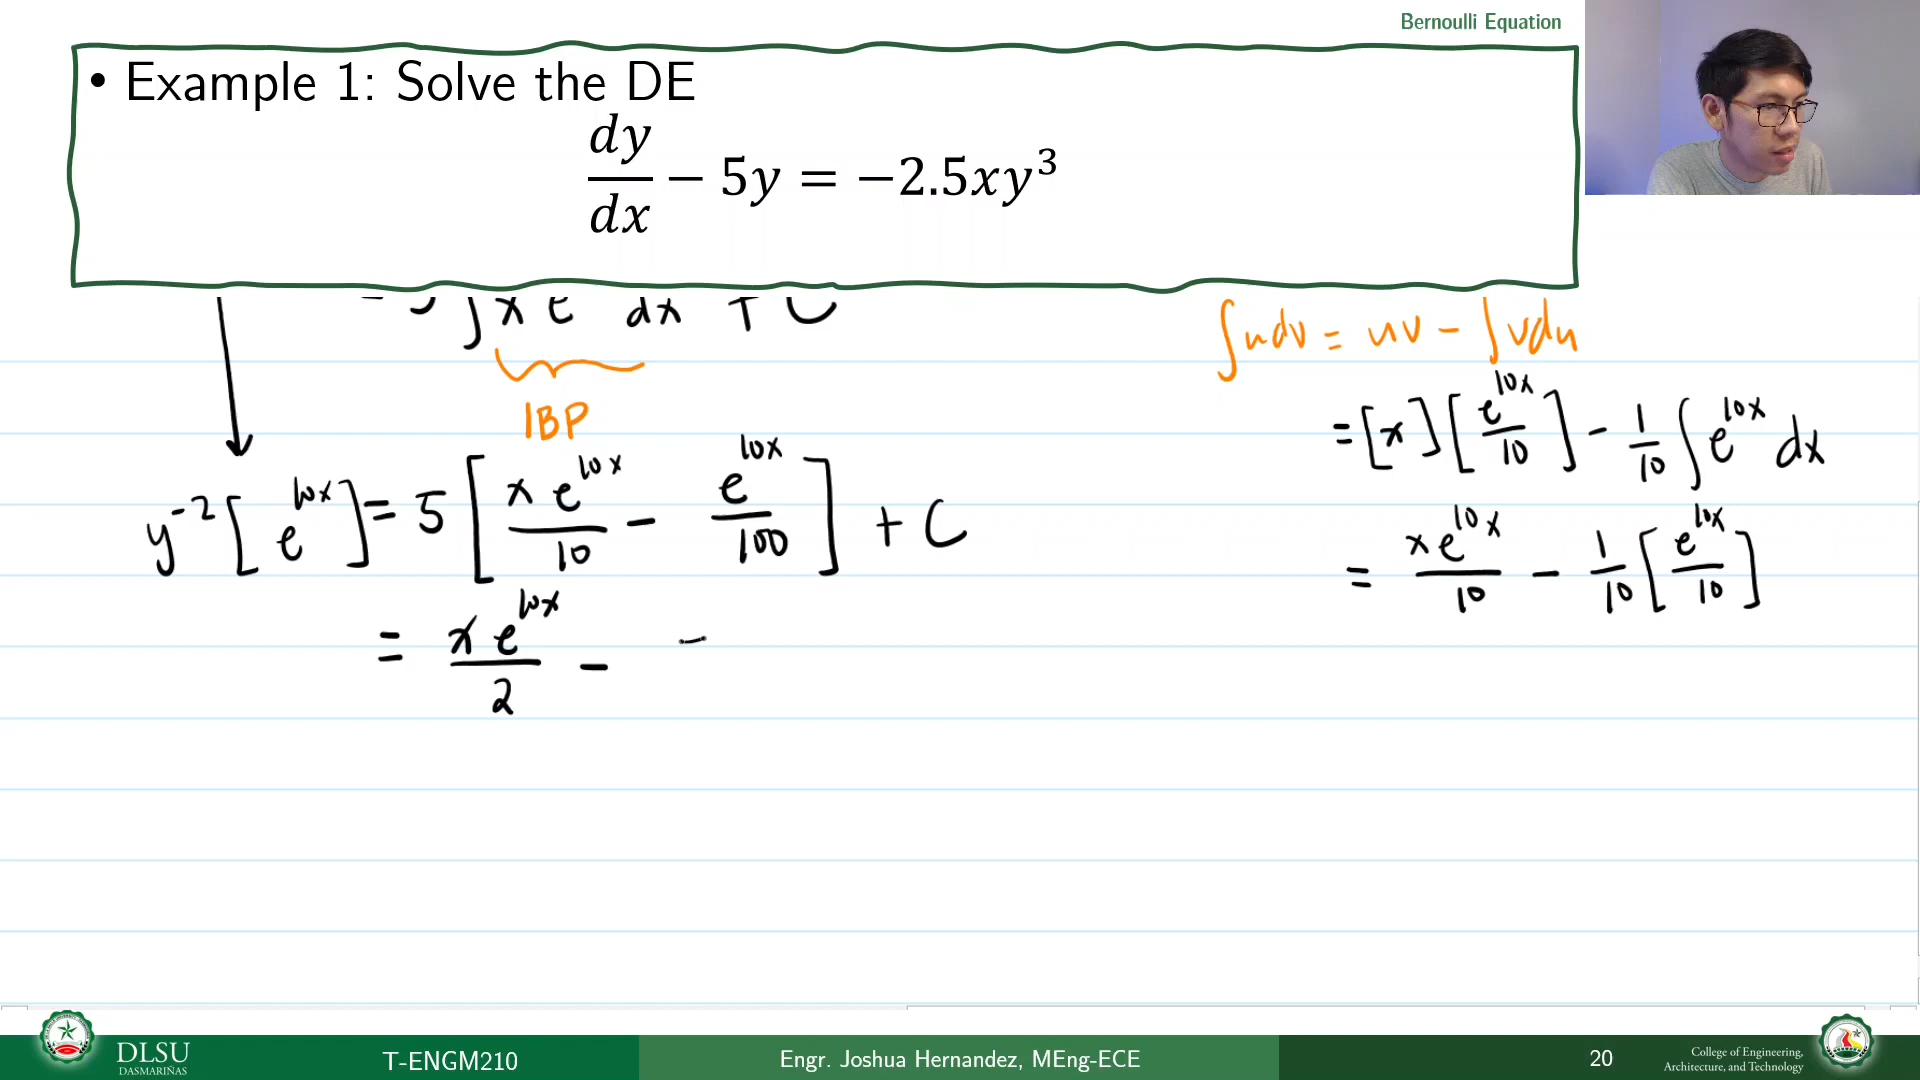 Bernoulli Equation
• Example 1: Solve the DE
dy/dx − 5y = −2.5xy³
∫ x e dx + C
IBP
y⁻² [e^10x] = 5 [x e^10x/10 − e^10x/100] + C
= x e^10x/2 −
∫udv = uv − ∫vdu
= [x] [e^10x/10] − 1/10 ∫ e^10x dx
= xe^10x/10 − 1/10 [e^10x/10]
DLSU
DASMARIÑAS
T-ENGM210
Engr. Joshua Hernandez, MEng-ECE
20
College of Engineering,
Architecture, and Technology